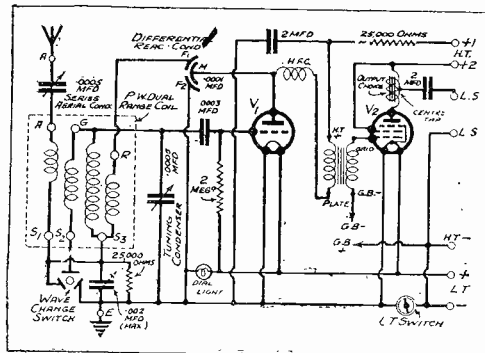 DIFFERENTIAL
REAC. COND
F1
M
F2
.0001
MFD
2 MFD
25,000 OHMS
+1
H.T.
+2
A
.0005
MFD
SERIES
AERIAL COND.
P.W. DUAL
RANGE COIL
H.F.C.
OUTPUT
CHOKE
2
MFD
L.S
CENTRE
TAP
L.S
A
G
R
.0003
MFD
V1
V2
H.T.
+
GRID
PLATE
G.B.-
G.B-
.0005
MFD
TUNING
CONDENSER
2
MEGS
S1
S2
S3
25,000
OHMS
DIAL
LIGHT
G.B
+
H.T-
+
L.T
-
WAVE
CHANGE
SWITCH
.002
MFD
(MAX)
E
L.T SWITCH